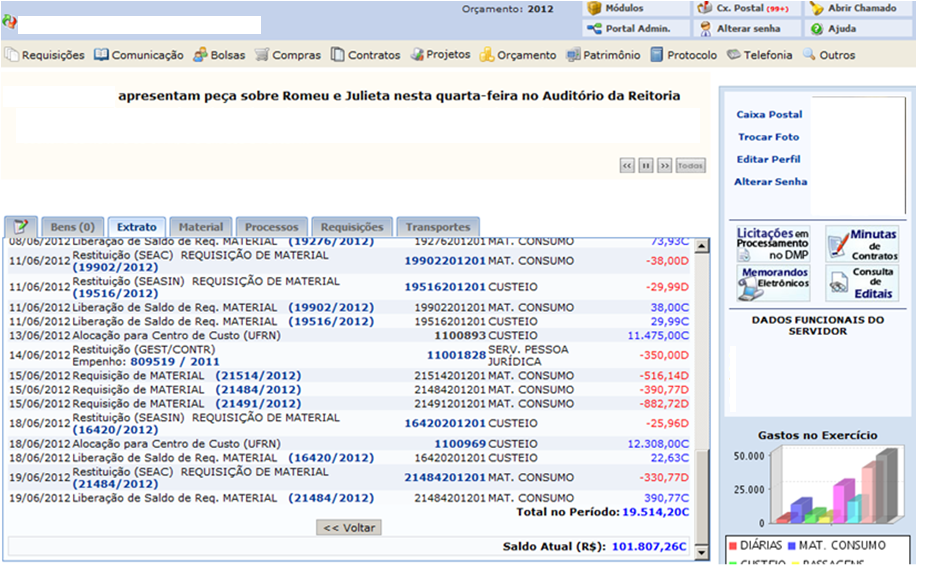 Orçamento: 2012
Módulos
Cx. Postal (99+)
Abrir Chamado
Portal Admin.
Alterar senha
Ajuda
Requisições Comunicação Bolsas Compras Contratos Projetos Orçamento Patrimônio Protocolo Telefonia Outros
apresentam peça sobre Romeu e Julieta nesta quarta-feira no Auditório da Reitoria
<< >> Todas
Caixa Postal
Trocar Foto
Editar Perfil
Alterar Senha
Licitações em
Processamento
no DMP
Minutas
de
Contratos
Memorandos
Eletrônicos
Consulta
de
Editais
DADOS FUNCIONAIS DO
SERVIDOR
Bens (0) Extrato Material Processos Requisições Transportes
08/06/2012 Liberação de Saldo de Req. MATERIAL (19276/2012) 19276201201 MAT. CONSUMO 73,93C
11/06/2012 Restituição (SEAC) REQUISIÇÃO DE MATERIAL
(19902/2012) 19902201201 MAT. CONSUMO -38,00D
11/06/2012 Restituição (SEASIN) REQUISIÇÃO DE MATERIAL
(19516/2012) 19516201201 CUSTEIO -29,99D
11/06/2012 Liberação de Saldo de Req. MATERIAL (19902/2012) 19902201201 MAT. CONSUMO 38,00C
11/06/2012 Liberação de Saldo de Req. MATERIAL (19516/2012) 19516201201 CUSTEIO 29,99C
13/06/2012 Alocação para Centro de Custo (UFRN) 1100893 CUSTEIO 11.475,00C
14/06/2012 Restituição (GEST/CONTR)
Empenho: 809519 / 2011 11001828 SERV. PESSOA
JURÍDICA -350,00D
15/06/2012 Requisição de MATERIAL (21514/2012) 21514201201 MAT. CONSUMO -516,14D
15/06/2012 Requisição de MATERIAL (21484/2012) 21484201201 MAT. CONSUMO -390,77D
15/06/2012 Requisição de MATERIAL (21491/2012) 21491201201 MAT. CONSUMO -882,72D
18/06/2012 Restituição (SEASIN) REQUISIÇÃO DE MATERIAL
(16420/2012) 16420201201 CUSTEIO -25,96D
18/06/2012 Alocação para Centro de Custo (UFRN) 1100969 CUSTEIO 12.308,00C
18/06/2012 Liberação de Saldo de Req. MATERIAL (16420/2012) 16420201201 CUSTEIO 22,63C
19/06/2012 Restituição (SEAC) REQUISIÇÃO DE MATERIAL
(21484/2012) 21484201201 MAT. CONSUMO -330,77D
19/06/2012 Liberação de Saldo de Req. MATERIAL (21484/2012) 21484201201 MAT. CONSUMO 390,77C
Total no Período: 19.514,20C
<< Voltar
Saldo Atual (R$): 101.807,26C
Gastos no Exercício
50.000
25.000
0
DIÁRIAS MAT. CONSUMO
CUSTEIO PASSAGENS